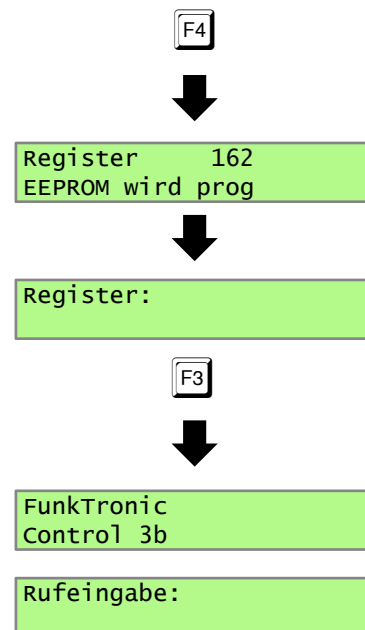 F4
Register 162
EEPROM wird prog
Register:
F3
FunkTronic
Control 3b
Rufeingabe: